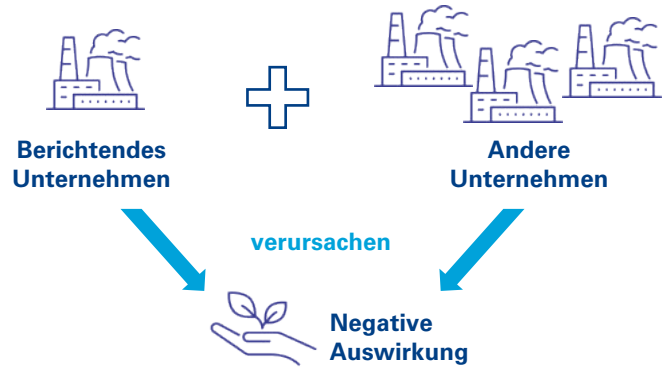 Berichtendes
Unternehmen
Andere
Unternehmen
verursachen
Negative
Auswirkung